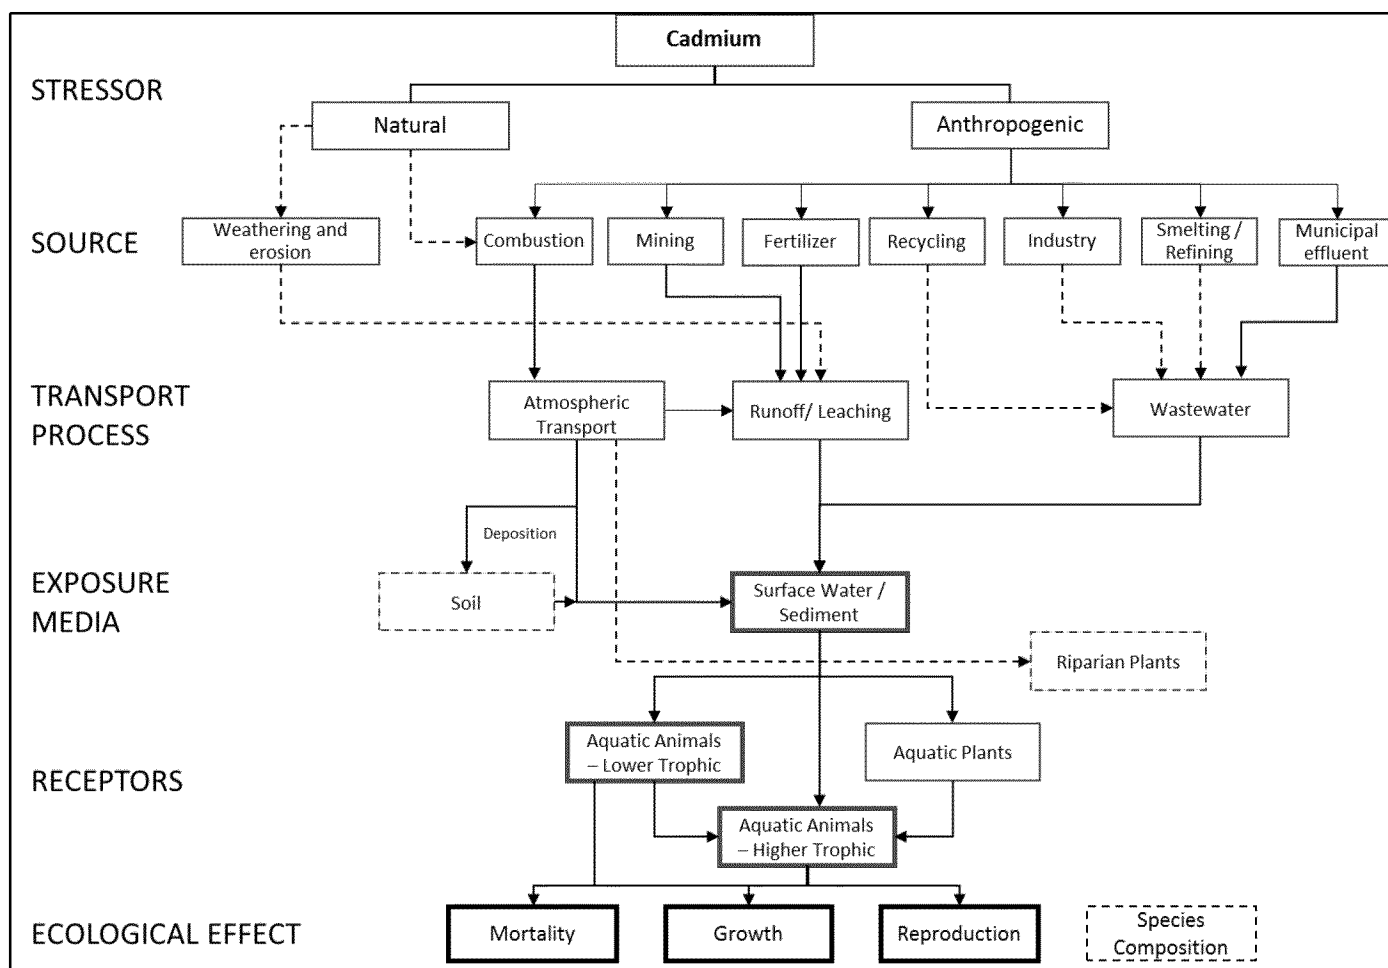 Cadmium
STRESSOR
Natural
Anthropogenic
SOURCE
Weathering and
erosion
Combustion
Mining
Fertilizer
Recycling
Industry
Smelting /
Refining
Municipal
effluent
TRANSPORT
PROCESS
Atmospheric
Transport
Runoff/ Leaching
Wastewater
Deposition
EXPOSURE
MEDIA
Soil
Surface Water /
Sediment
Riparian Plants
RECEPTORS
Aquatic Animals
– Lower Trophic
Aquatic Plants
Aquatic Animals
– Higher Trophic
ECOLOGICAL EFFECT
Mortality
Growth
Reproduction
Species
Composition